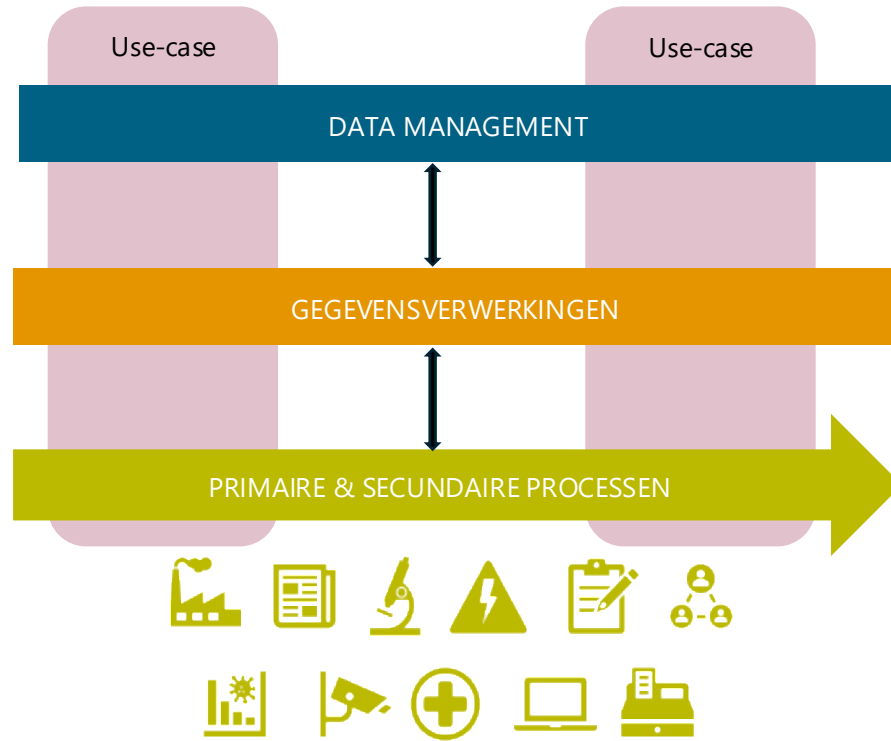 Use-case
Use-case
DATA MANAGEMENT
GEGEVENSVERWERKINGEN
PRIMAIRE & SECUNDAIRE PROCESSEN